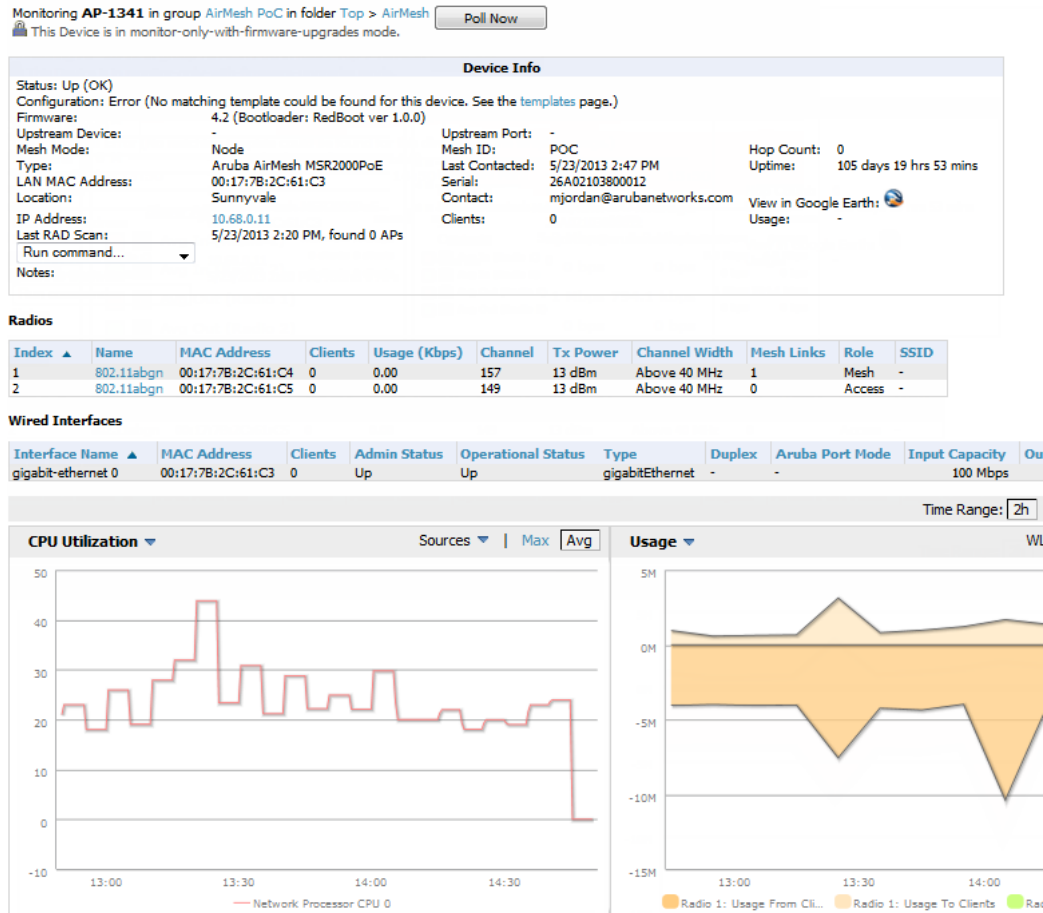 Monitoring AP-1341 in group AirMesh PoC in folder Top > AirMesh Poll Now
This Device is in monitor-only-with-firmware-upgrades mode.
Device Info
Status: Up (OK)
Configuration: Error (No matching template could be found for this device. See the templates page.)
Firmware: 4.2 (Bootloader: RedBoot ver 1.0.0)
Upstream Device: - Upstream Port: -
Mesh Mode: Node Mesh ID: POC Hop Count: 0
Type: Aruba AirMesh MSR2000PoE Last Contacted: 5/23/2013 2:47 PM Uptime: 105 days 19 hrs 53 mins
LAN MAC Address: 00:17:7B:2C:61:C3 Serial: 26A02103800012
Location: Sunnyvale Contact: mjordan@arubanetworks.com View in Google Earth:
IP Address: 10.68.0.11 Clients: 0 Usage: -
Last RAD Scan: 5/23/2013 2:20 PM, found 0 APs
Run command...
Notes:
Radios
Index Name MAC Address Clients Usage (Kbps) Channel Tx Power Channel Width Mesh Links Role SSID
1 802.11abgn 00:17:7B:2C:61:C4 0 0.00 157 13 dBm Above 40 MHz 1 Mesh -
2 802.11abgn 00:17:7B:2C:61:C5 0 0.00 149 13 dBm Above 40 MHz 0 Access -
Wired Interfaces
Interface Name MAC Address Clients Admin Status Operational Status Type Duplex Aruba Port Mode Input Capacity Ou
gigabit-ethernet 0 00:17:7B:2C:61:C3 0 Up Up gigabitEthernet - - 100 Mbps
Time Range: 2h
CPU Utilization Sources | Max Avg
50
40
30
20
10
0
-10
13:00 13:30 14:00 14:30
Network Processor CPU 0
Usage WL
5M
0M
-5M
-10M
-15M
13:00 13:30 14:00
Radio 1: Usage From Cli... Radio 1: Usage To Clients Rad